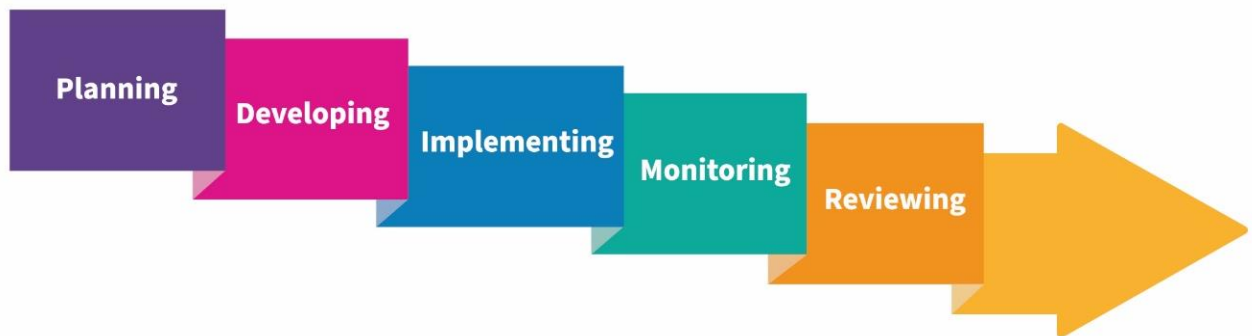 Planning
Developing
Implementing
Monitoring
Reviewing